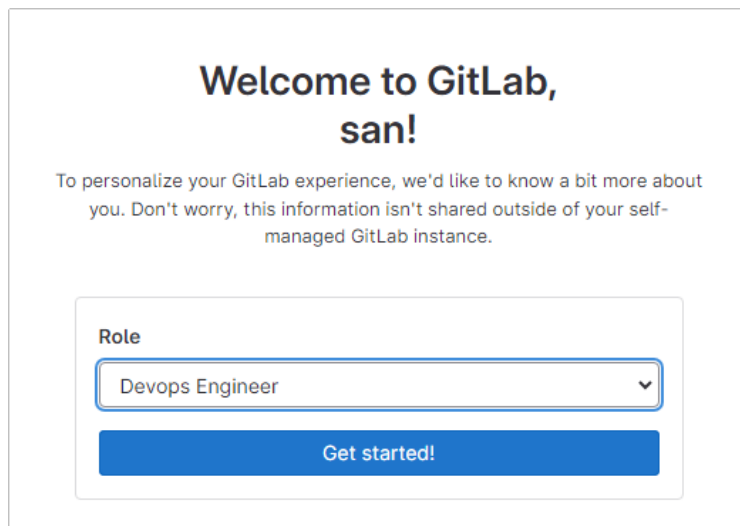 Welcome to GitLab,
san!
To personalize your GitLab experience, we'd like to know a bit more about
you. Don't worry, this information isn't shared outside of your self-
managed GitLab instance.
Role
Devops Engineer
Get started!